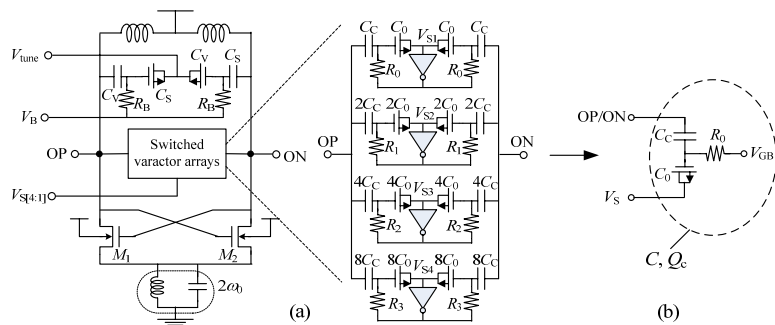 V_tune
C_V C_S
C_V R_B C_S R_B
V_B
OP Switched varactor arrays ON
V_S[4:1]
M_1 M_2
2ω_0
(a)
C_C C_0 V_S1 C_0 C_C
R_0 R_0
2C_C 2C_0 V_S2 2C_0 2C_C
OP R_1 R_1 ON
4C_C 4C_0 V_S3 4C_0 4C_C
R_2 R_2
8C_C 8C_0 V_S4 8C_0 8C_C
R_3 R_3
OP/ON
C_C R_0 V_GB
C_0
V_S
C, Q_c
(b)